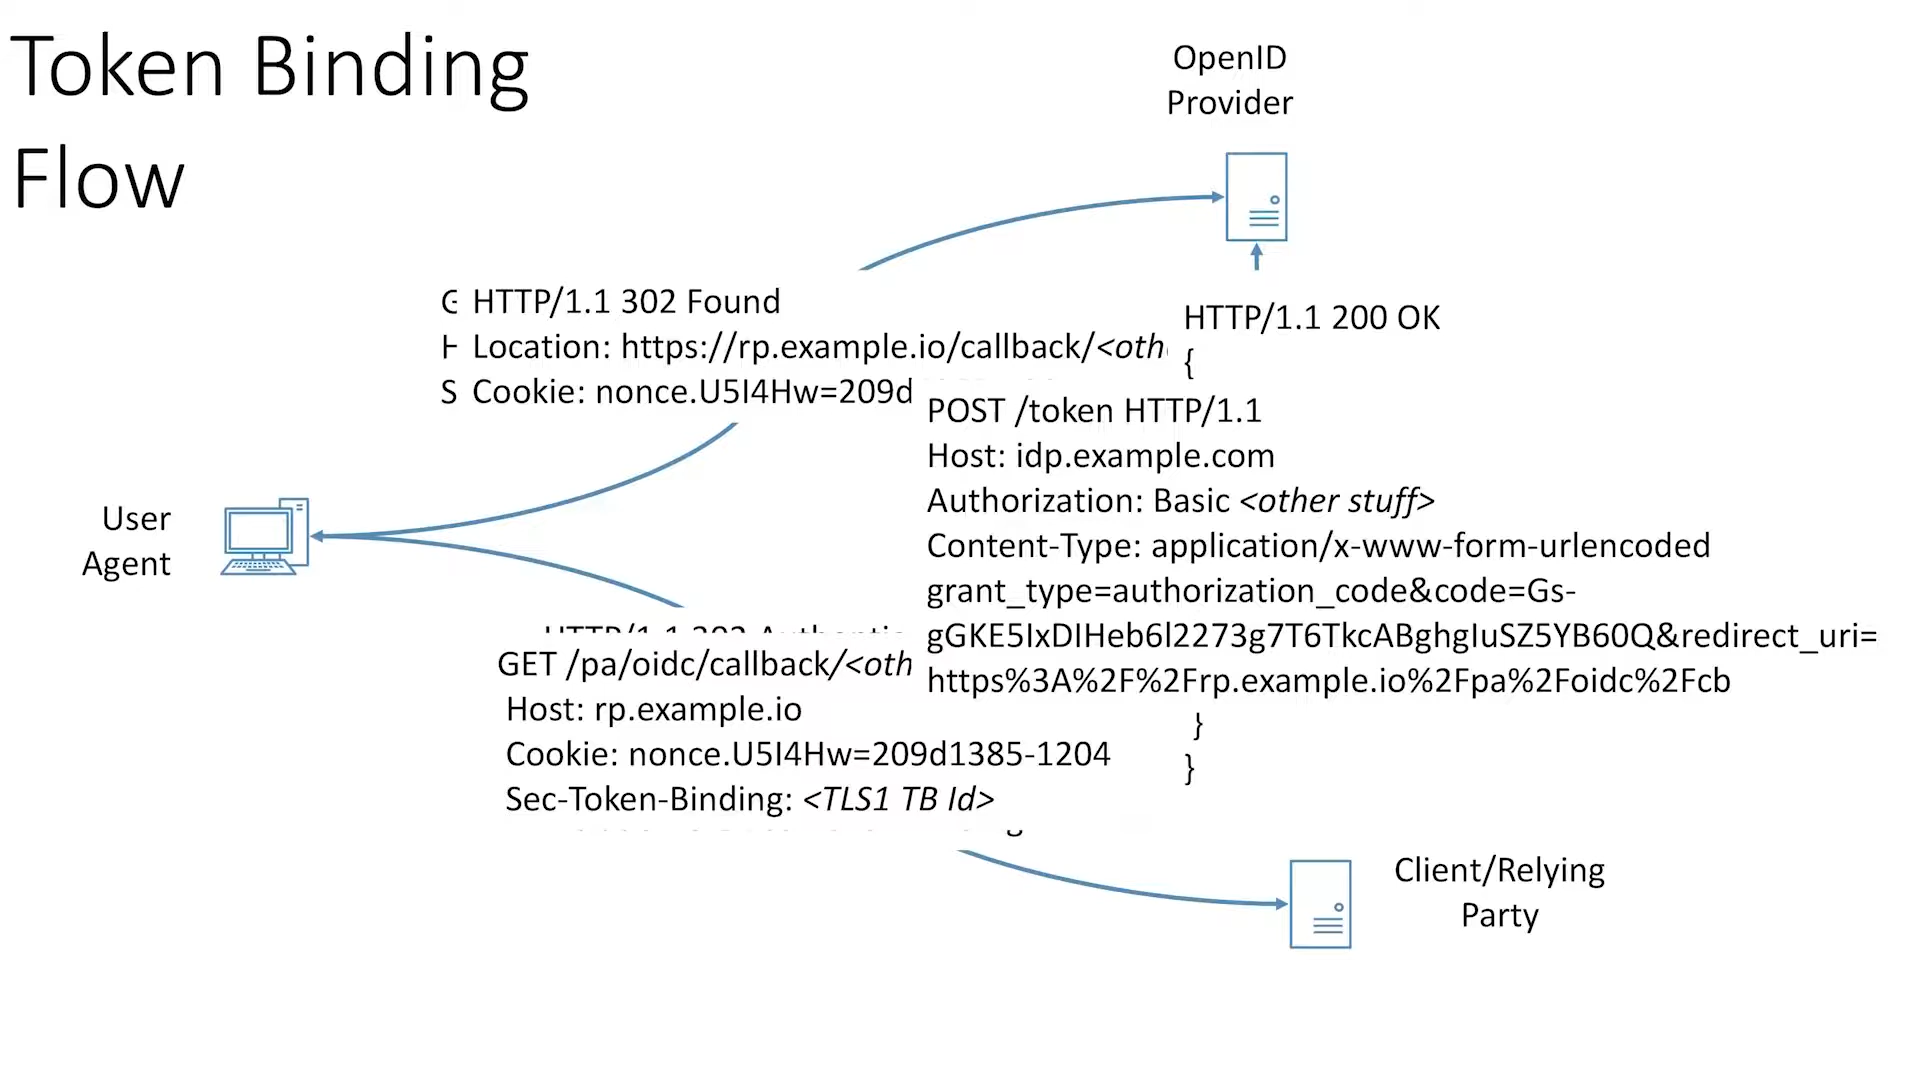 Token Binding
Flow
OpenID
Provider
HTTP/1.1 302 Found
Location: https://rp.example.io/callback/<oth
Cookie: nonce.U5I4Hw=209d
HTTP/1.1 200 OK
{
POST /token HTTP/1.1
Host: idp.example.com
Authorization: Basic <other stuff>
Content-Type: application/x-www-form-urlencoded
grant_type=authorization_code&code=Gs-
gGKE5IxDIHeb6l2273g7T6TkcABghgIuSZ5YB60Q&redirect_uri=
https%3A%2F%2Frp.example.io%2Fpa%2Foidc%2Fcb
}
}
User
Agent
GET /pa/oidc/callback/<oth
Host: rp.example.io
Cookie: nonce.U5I4Hw=209d1385-1204
Sec-Token-Binding: <TLS1 TB Id>
Client/Relying
Party